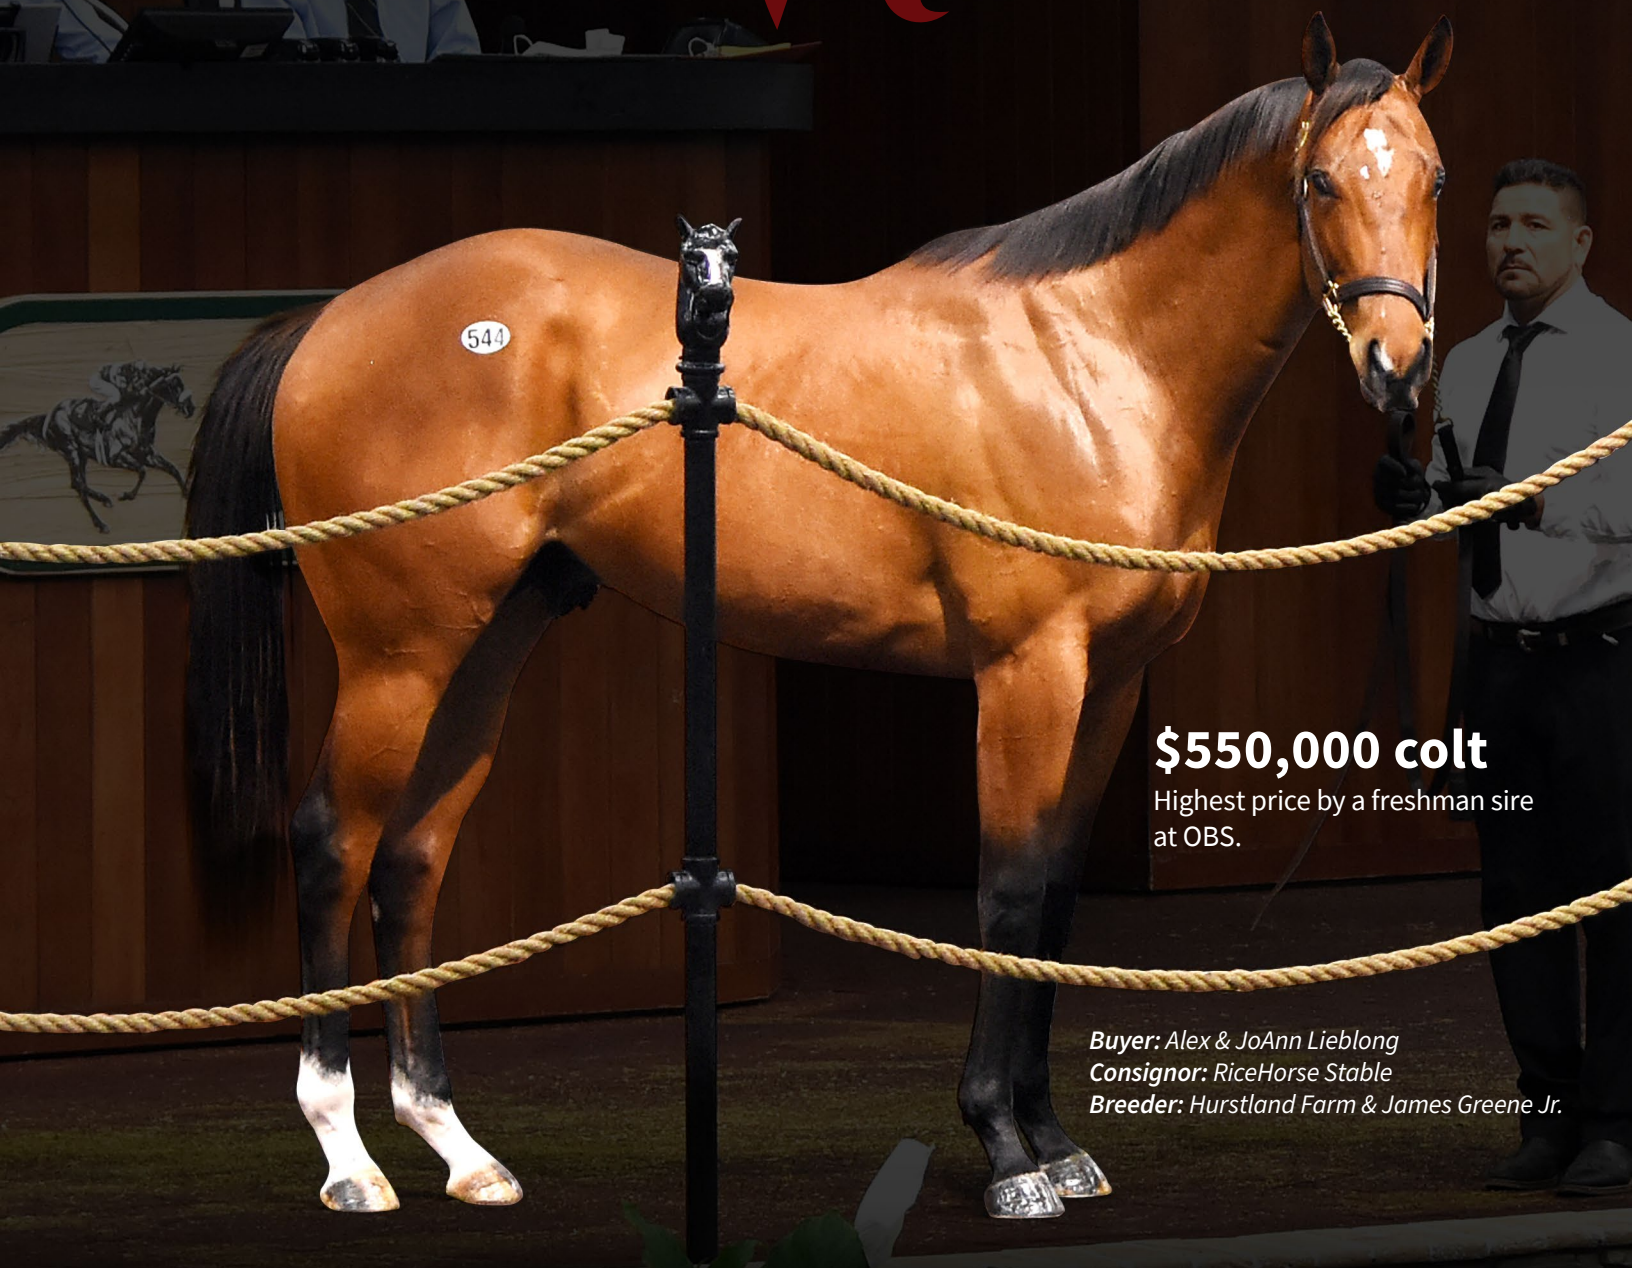 544
$550,000 colt
Highest price by a freshman sire
at OBS.
Buyer: Alex & JoAnn Lieblong
Consignor: RiceHorse Stable
Breeder: Hurstland Farm & James Greene Jr.